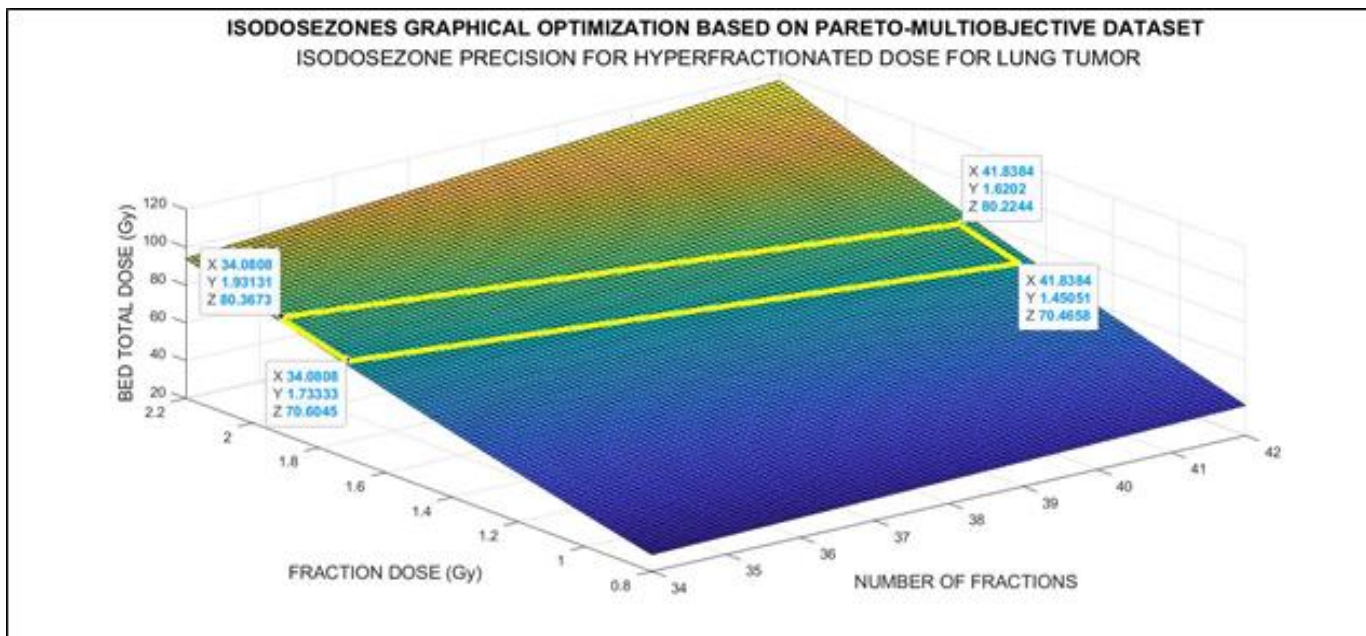 ISODOSEZONES GRAPHICAL OPTIMIZATION BASED ON PARETO-MULTIOBJECTIVE DATASET
ISODOSEZONE PRECISION FOR HYPERFRACTIONATED DOSE FOR LUNG TUMOR
X 41.8384
Y 1.6202
Z 80.2244
X 34.0808
Y 1.93131
Z 80.3673
X 41.8384
Y 1.45051
Z 70.4658
X 34.0808
Y 1.73333
Z 70.6045
BED TOTAL DOSE (Gy)
120
100
80
60
40
20
2.2
2
1.8
1.6
1.4
1.2
1
0.8
FRACTION DOSE (Gy)
34
35
36
37
38
39
40
41
42
NUMBER OF FRACTIONS